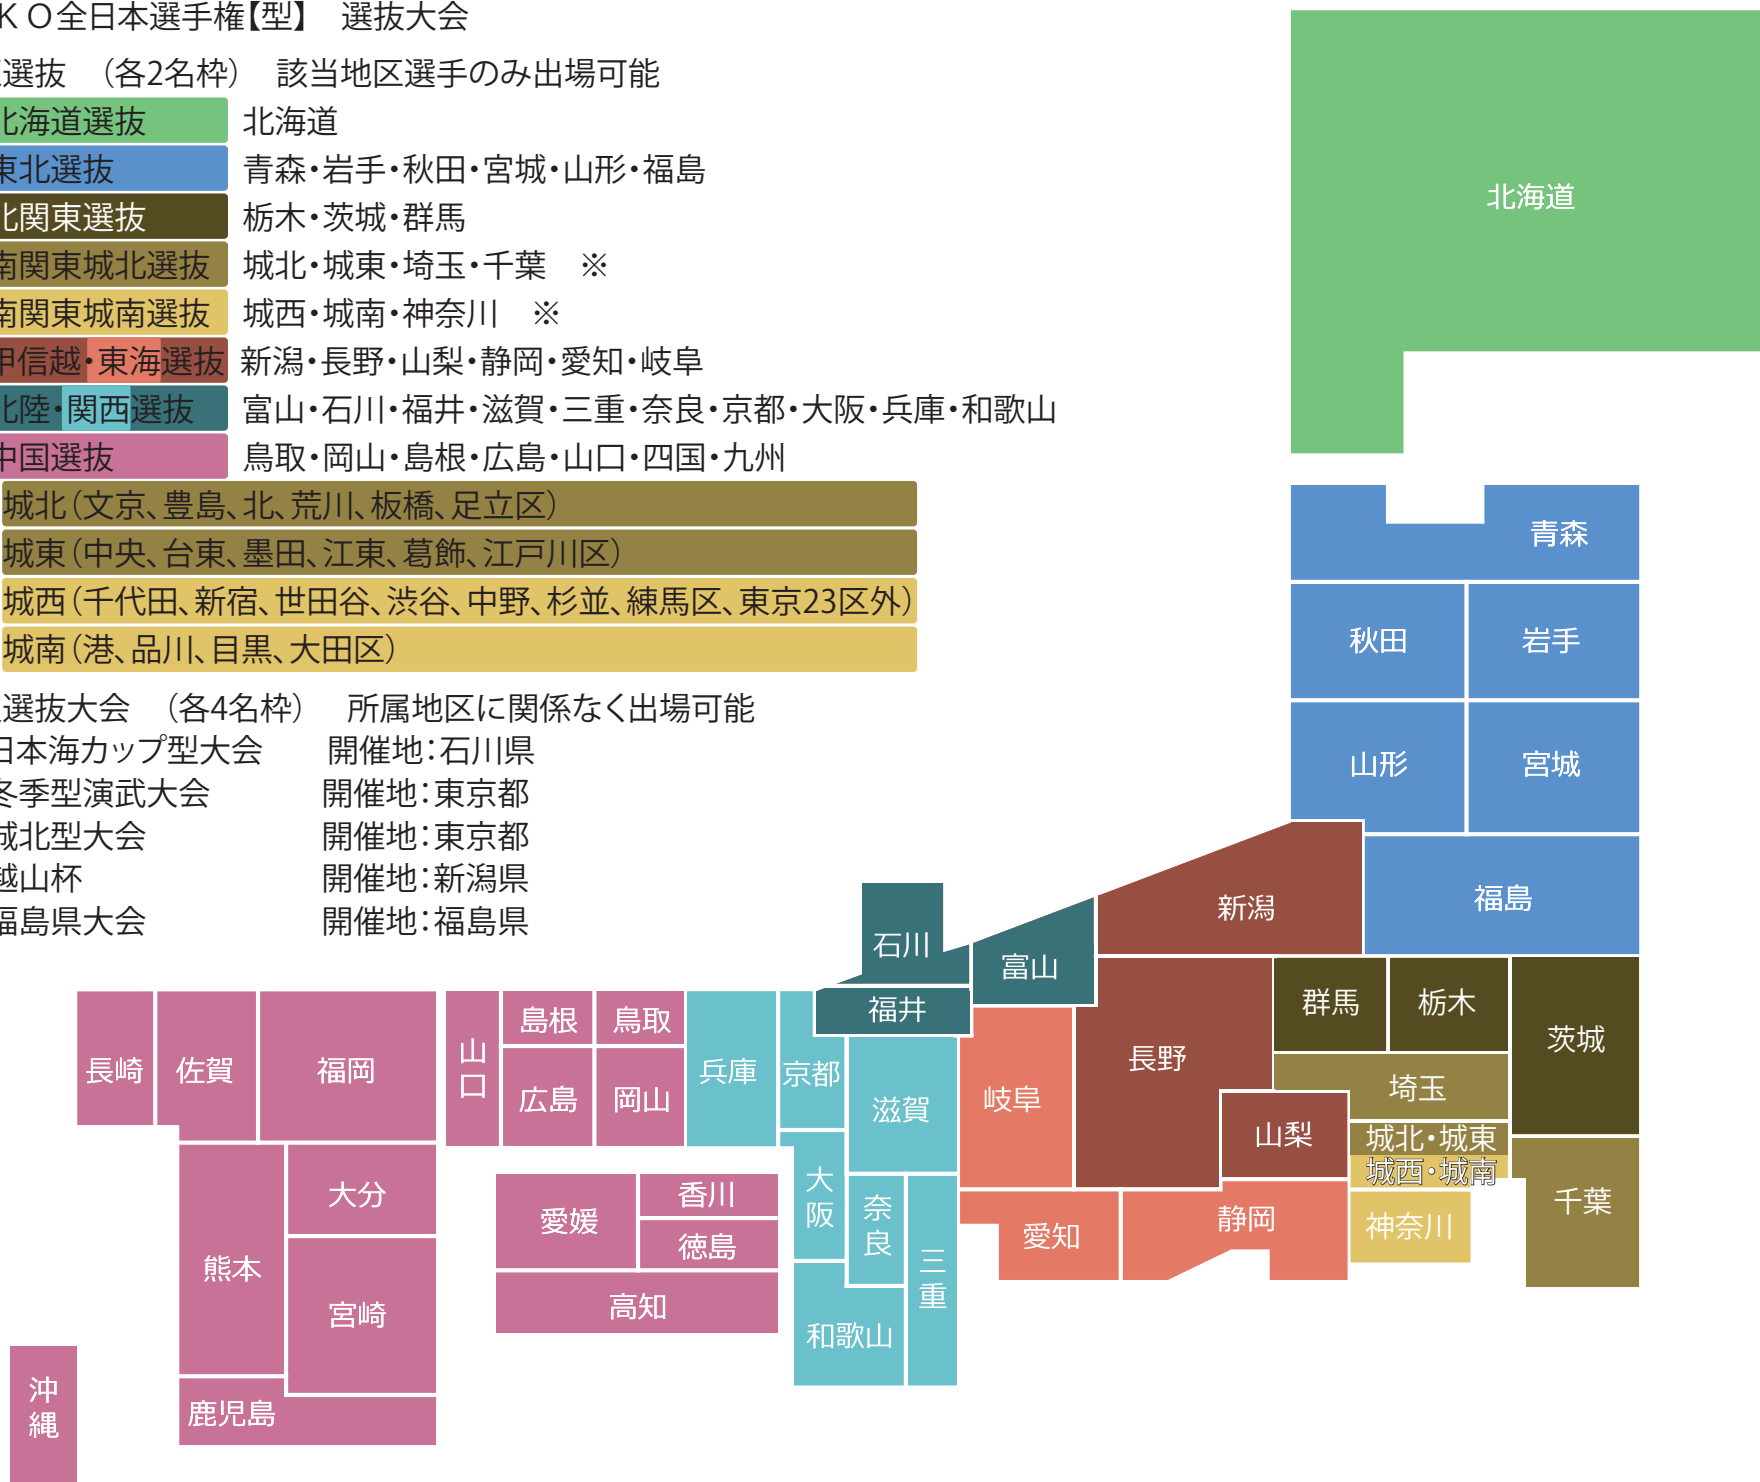 ＫＯ全日本選手権【型】　選抜大会
選抜　（各2名枠）　該当地区選手のみ出場可能
北海道選抜　北海道
東北選抜　青森・岩手・秋田・宮城・山形・福島
北関東選抜　栃木・茨城・群馬
南関東城北選抜　城北・城東・埼玉・千葉　※
南関東城南選抜　城西・城南・神奈川　※
甲信越・東海選抜　新潟・長野・山梨・静岡・愛知・岐阜
北陸・関西選抜　富山・石川・福井・滋賀・三重・奈良・京都・大阪・兵庫・和歌山
中国選抜　鳥取・岡山・島根・広島・山口・四国・九州
城北（文京、豊島、北、荒川、板橋、足立区）
城東（中央、台東、墨田、江東、葛飾、江戸川区）
城西（千代田、新宿、世田谷、渋谷、中野、杉並、練馬区、東京23区外）
城南（港、品川、目黒、大田区）
選抜大会　（各4名枠）　所属地区に関係なく出場可能
日本海カップ型大会　開催地：石川県
冬季型演武大会　開催地：東京都
城北型大会　開催地：東京都
越山杯　開催地：新潟県
福島県大会　開催地：福島県
北海道
青森
秋田
岩手
山形
宮城
福島
新潟
石川
富山
福井
群馬
栃木
茨城
長野
埼玉
山梨
城北・城東
城西・城南
千葉
神奈川
静岡
愛知
岐阜
滋賀
京都
兵庫
大阪
奈良
三重
和歌山
鳥取
島根
岡山
広島
山口
香川
愛媛
徳島
高知
福岡
佐賀
長崎
大分
熊本
宮崎
鹿児島
沖縄